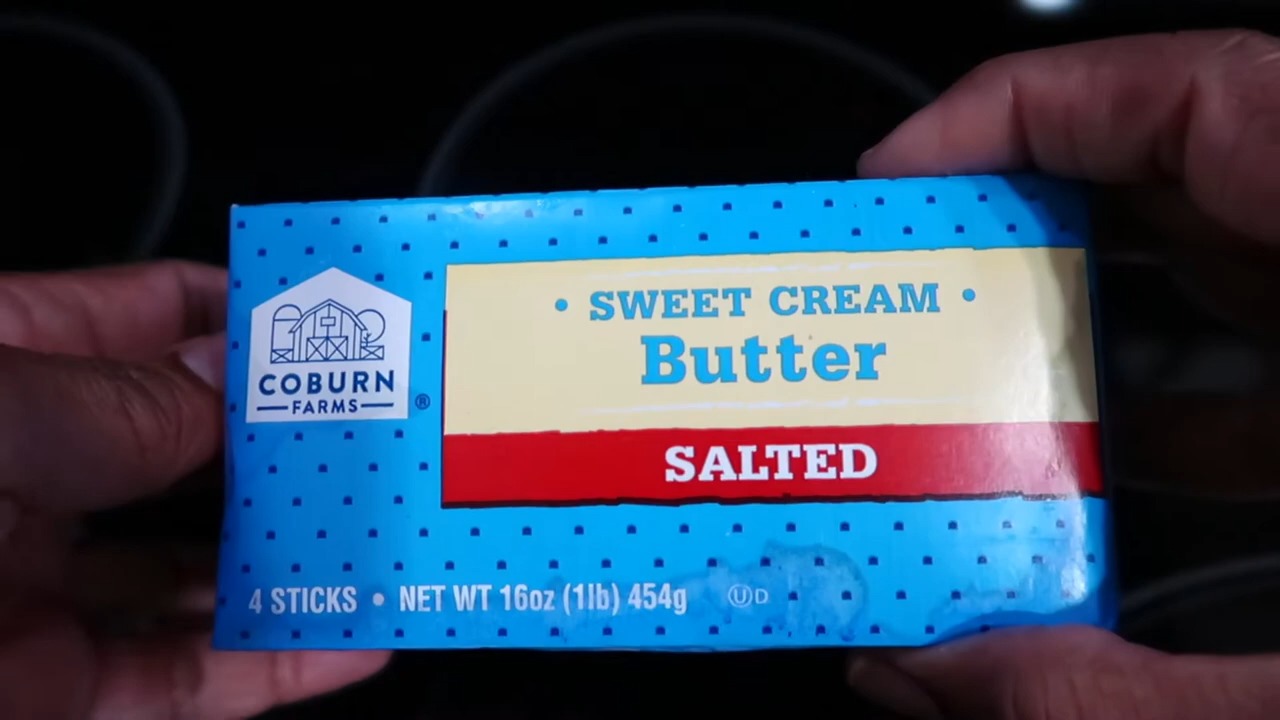 COBURN
FARMS
®
• SWEET CREAM •
Butter
SALTED
4 STICKS • NET WT 16oz (1lb) 454g
Ⓤ D